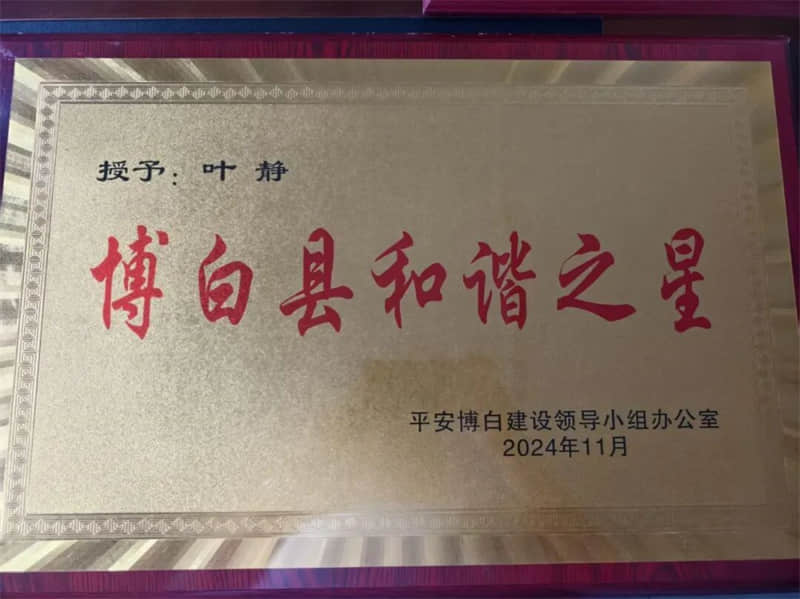 授予：叶 静
博白县和谐之星
平安博白建设领导小组办公室
2024年11月